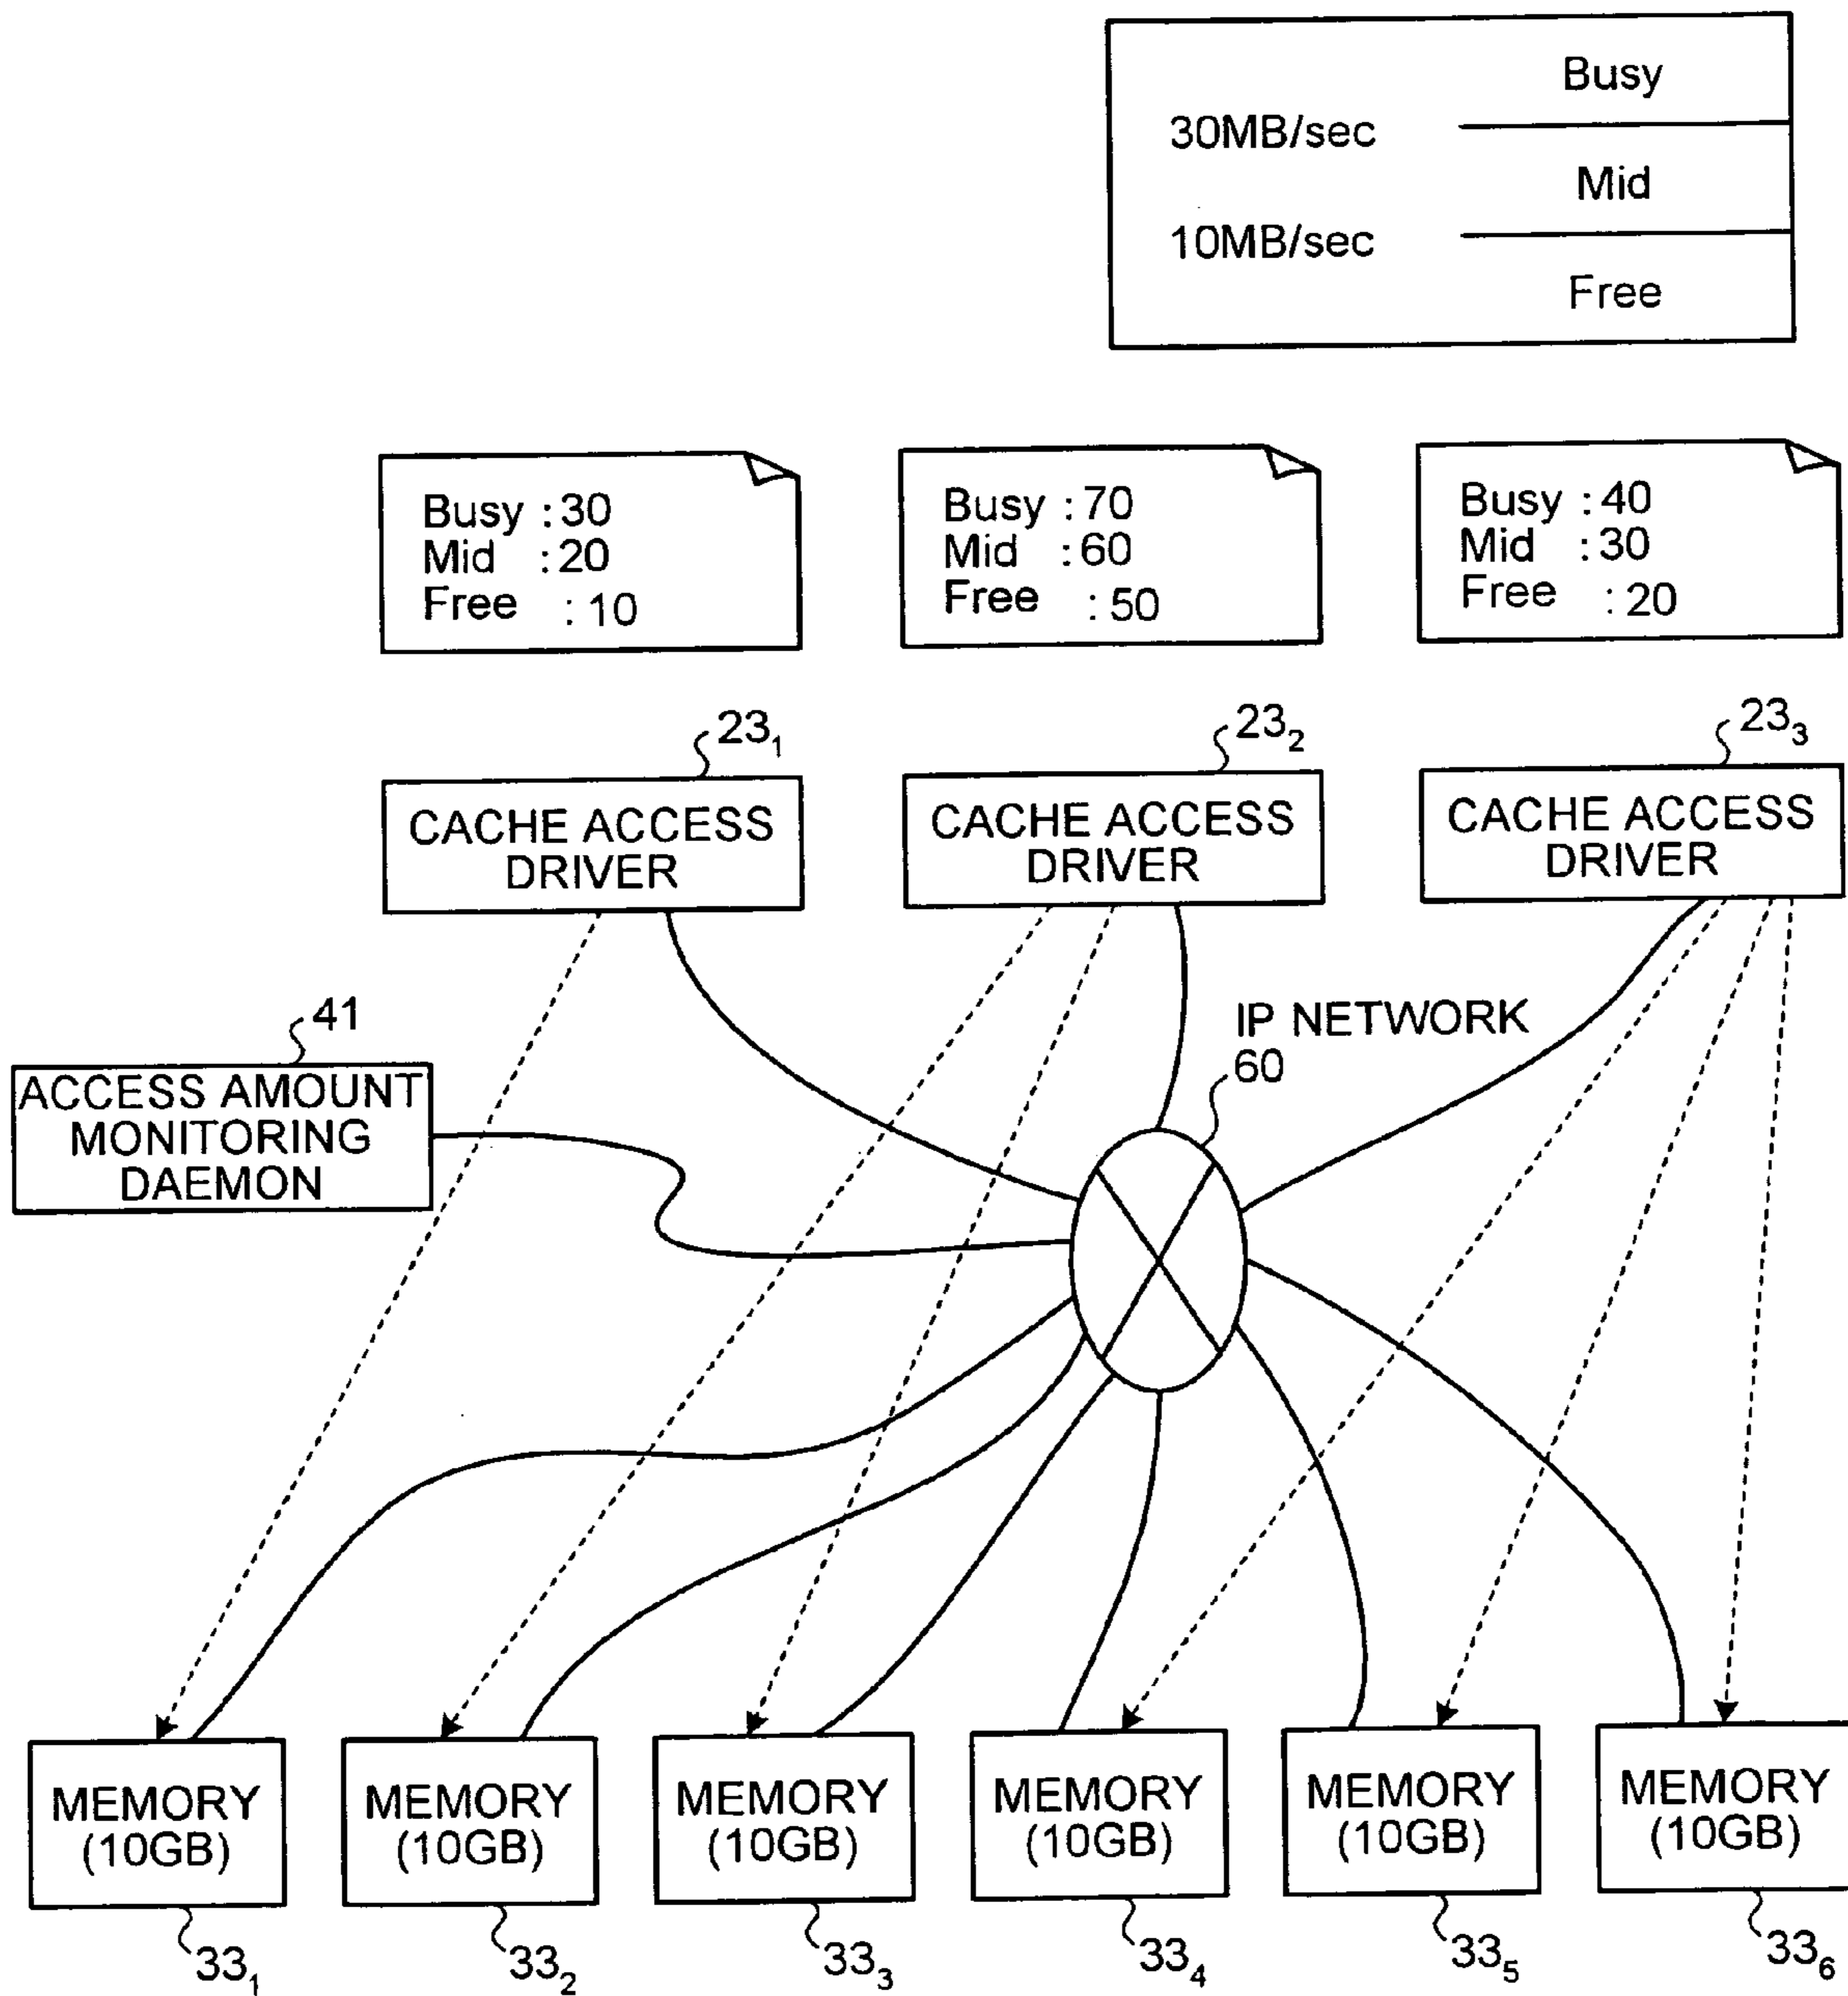 Busy
30MB/sec
Mid
10MB/sec
Free
Busy :30
Mid :20
Free :10
Busy :70
Mid :60
Free :50
Busy :40
Mid :30
Free :20
23₁
23₂
23₃
CACHE ACCESS
DRIVER
CACHE ACCESS
DRIVER
CACHE ACCESS
DRIVER
41
ACCESS AMOUNT
MONITORING
DAEMON
IP NETWORK
60
MEMORY
(10GB)
MEMORY
(10GB)
MEMORY
(10GB)
MEMORY
(10GB)
MEMORY
(10GB)
MEMORY
(10GB)
33₁
33₂
33₃
33₄
33₅
33₆